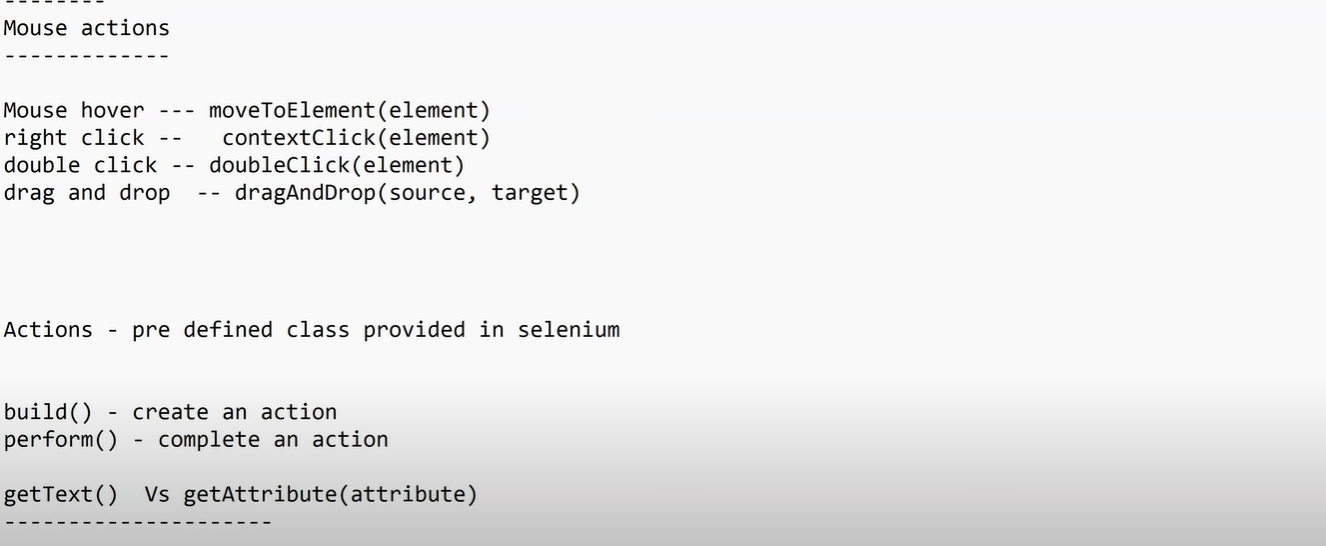 --------
Mouse actions
-------------
Mouse hover --- moveToElement(element)
right click --   contextClick(element)
double click -- doubleClick(element)
drag and drop  -- dragAndDrop(source, target)
Actions - pre defined class provided in selenium
build() - create an action
perform() - complete an action
getText()  Vs getAttribute(attribute)
---------------------